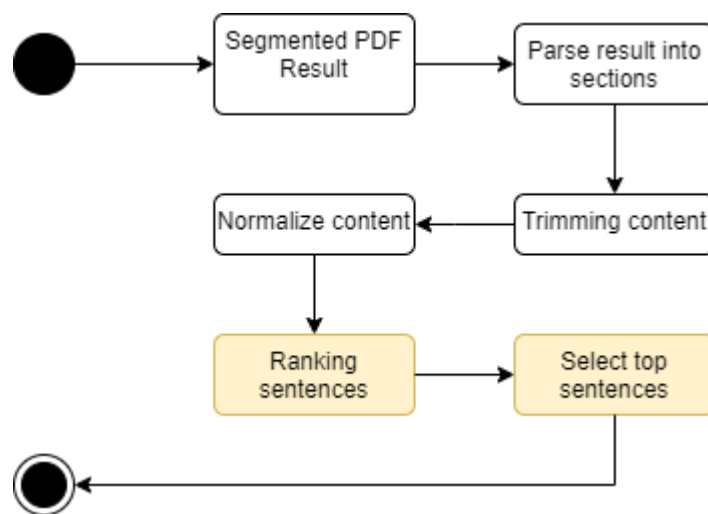 Segmented PDF
Result
Parse result into
sections
Trimming content
Normalize content
Ranking
sentences
Select top
sentences